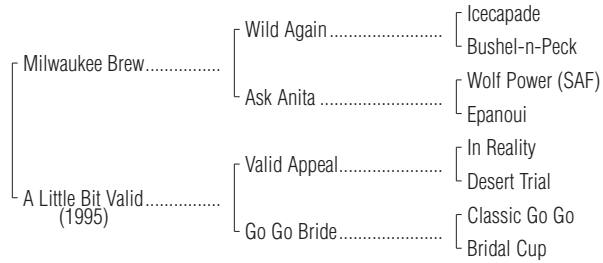 Icecapade
Wild Again
Bushel-n-Peck
Milwaukee Brew
Wolf Power (SAF)
Ask Anita
Epanoui
In Reality
Valid Appeal
Desert Trial
A Little Bit Valid
(1995)
Classic Go Go
Go Go Bride
Bridal Cup